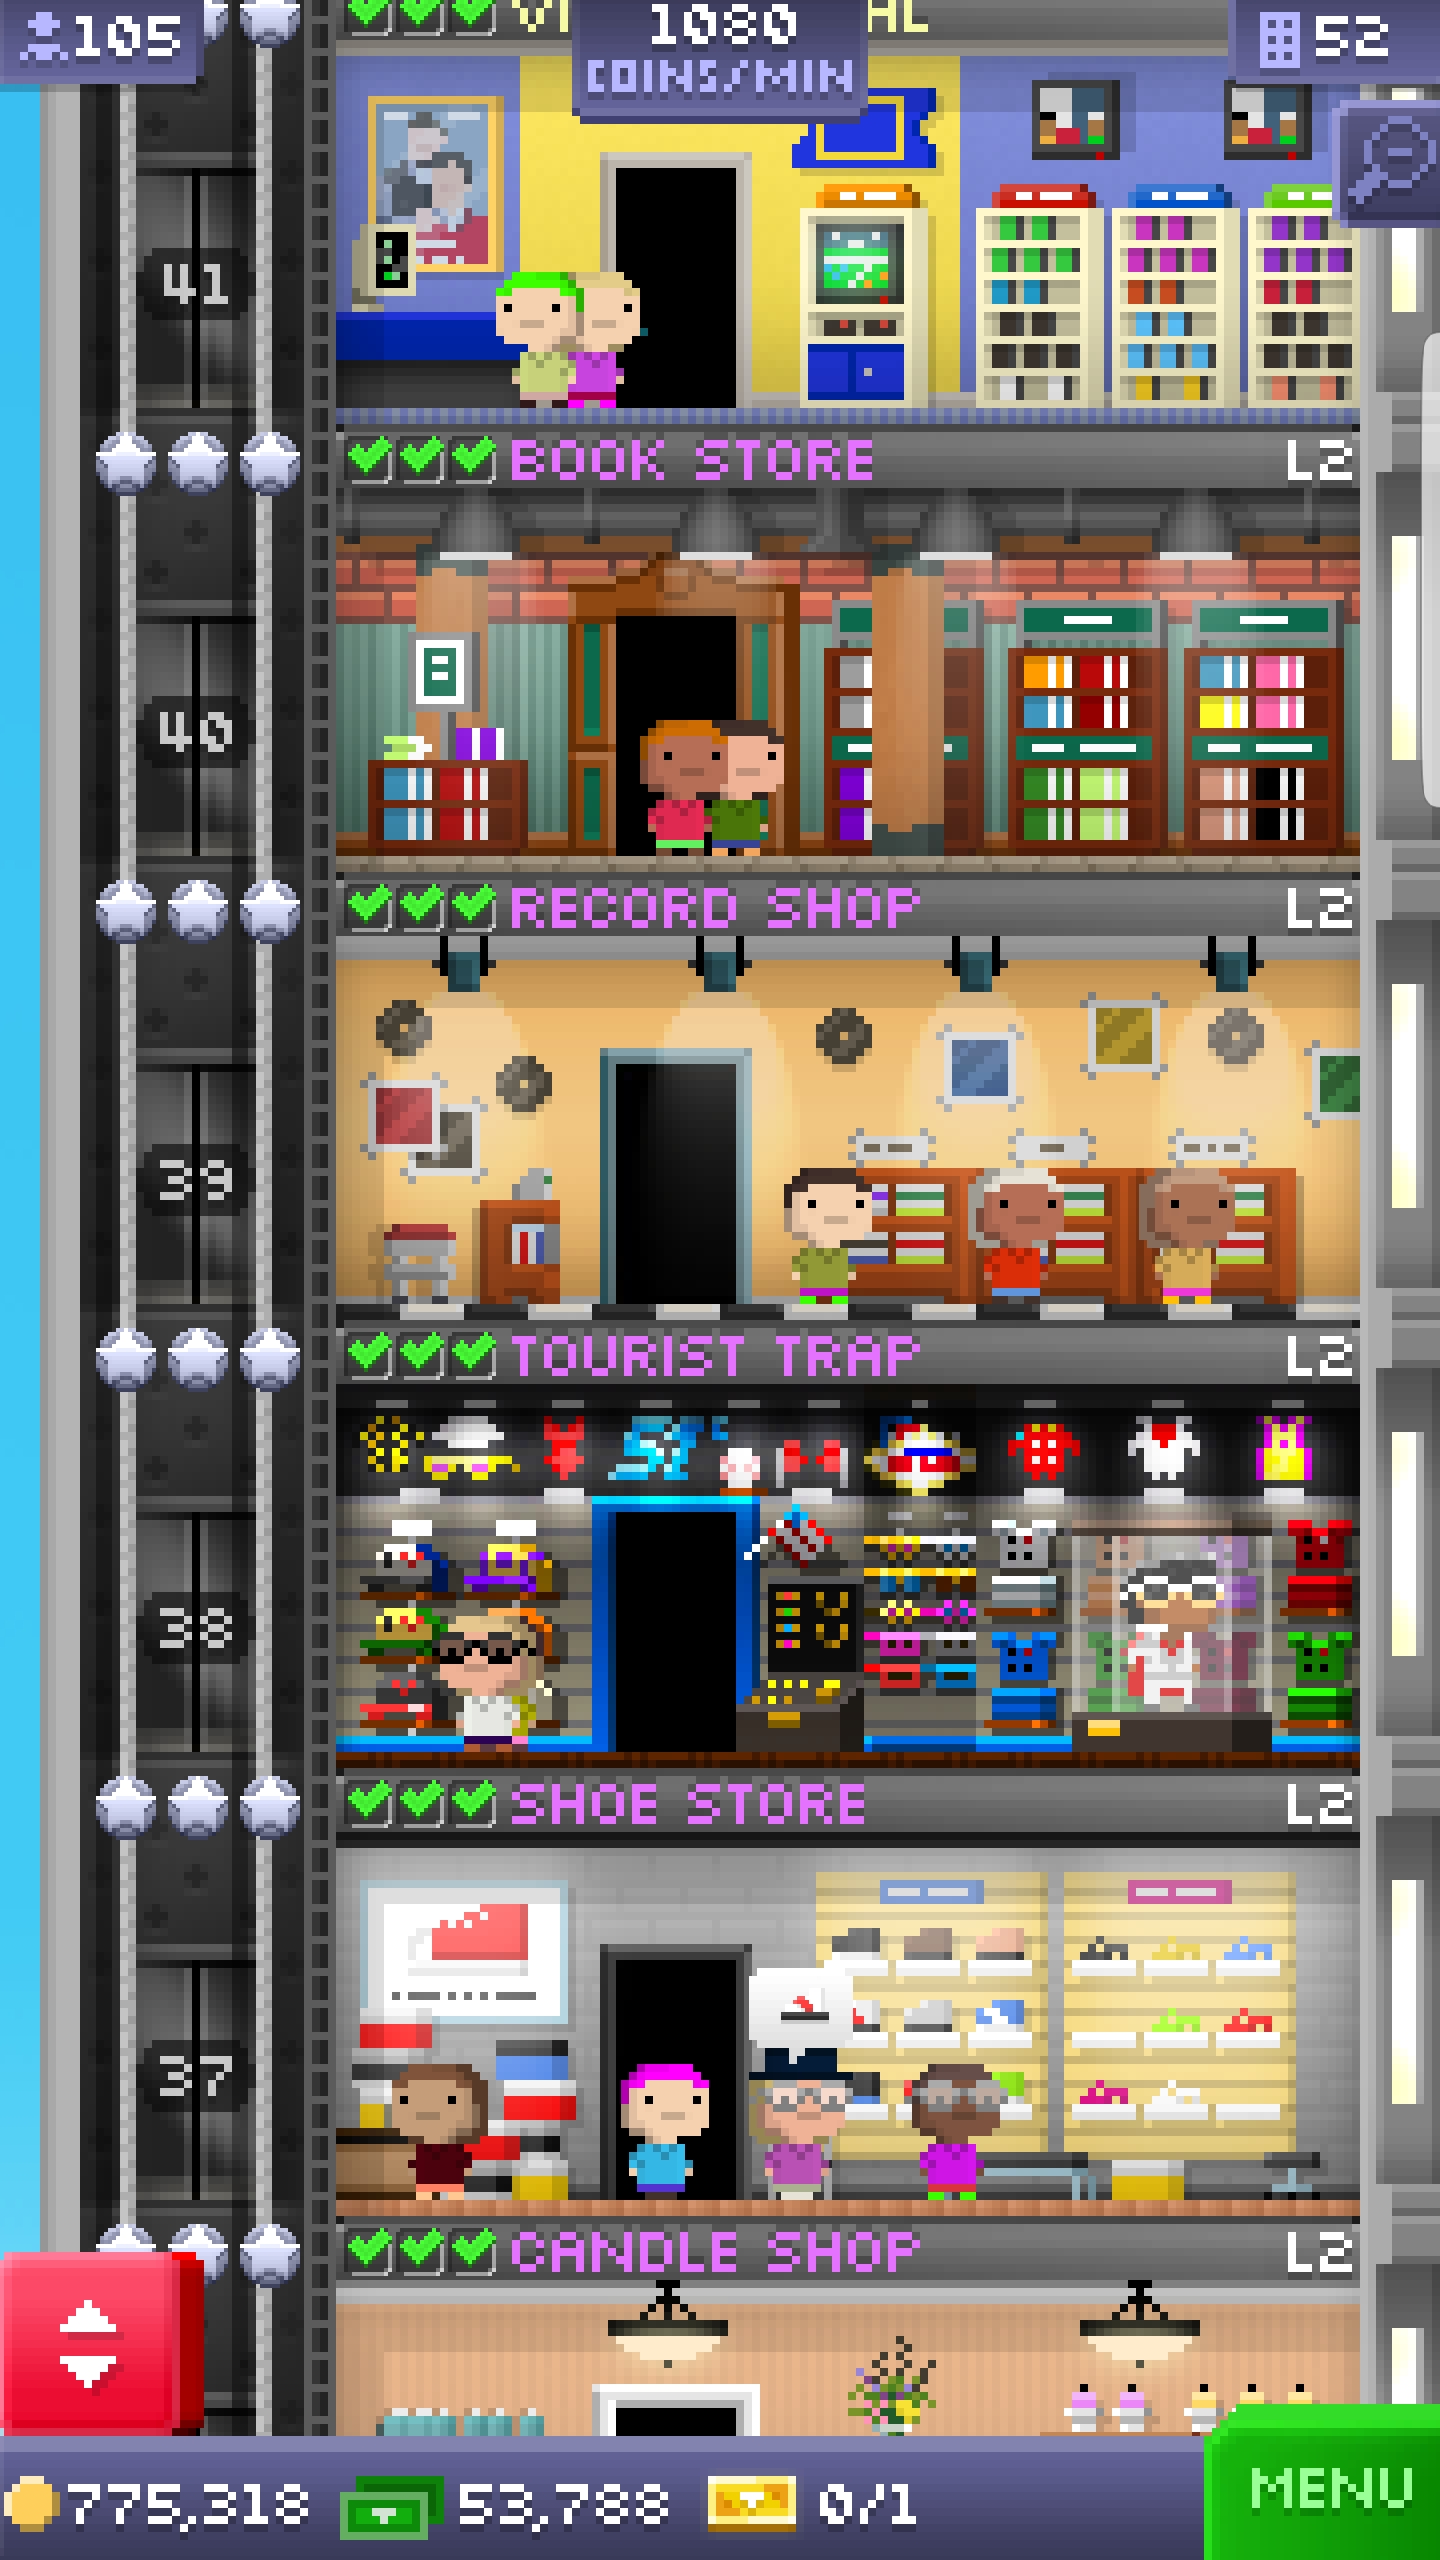 105
1080
COINS/MIN
52
41
BOOK STORE L2
40
RECORD SHOP L2
39
TOURIST TRAP L2
38
SHOE STORE L2
37
CANDLE SHOP L2
775,318 53,788 0/1
MENU